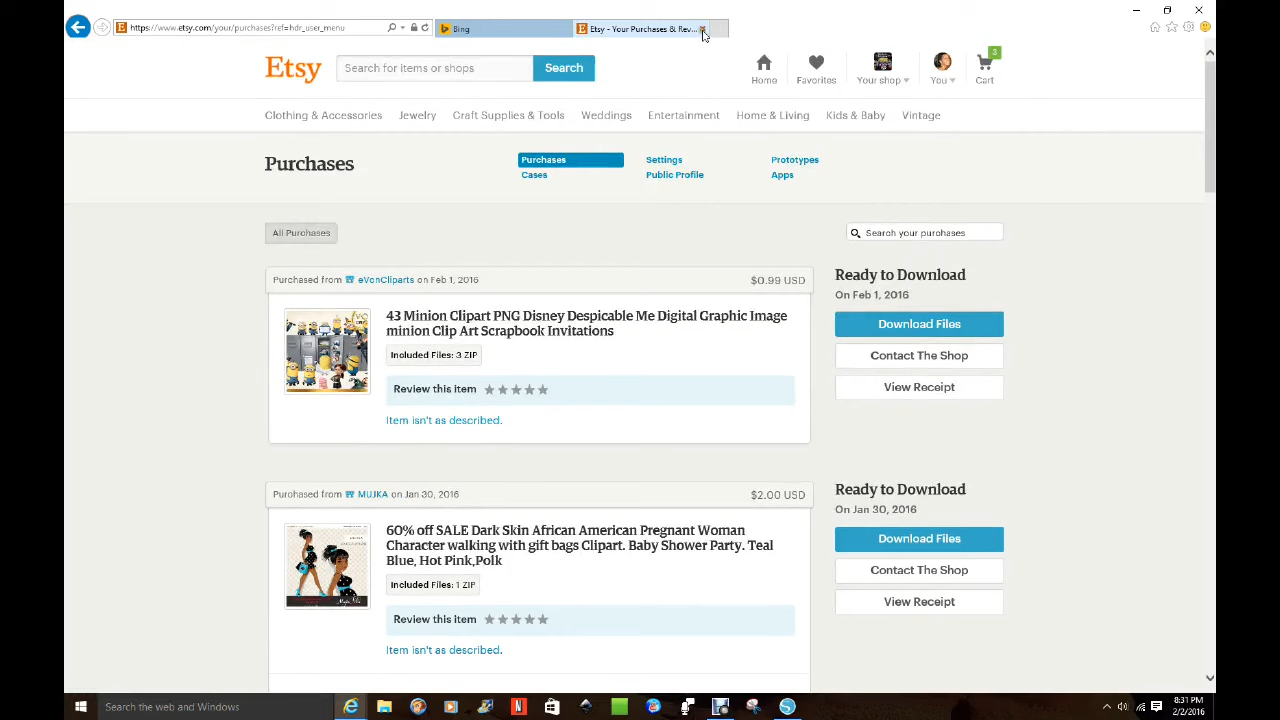 https://www.etsy.com/your/purchases?ref=hdr_user_menu
Bing
Etsy - Your Purchases & Rev...
Etsy
Search for items or shops
Search
Home
Favorites
Your shop
You
3
Cart
Clothing & Accessories
Jewelry
Craft Supplies & Tools
Weddings
Entertainment
Home & Living
Kids & Baby
Vintage
Purchases
Purchases
Settings
Prototypes
Cases
Public Profile
Apps
All Purchases
Search your purchases
Purchased from eVonCliparts on Feb 1, 2016
$0.99 USD
43 Minion Clipart PNG Disney Despicable Me Digital Graphic Image
minion Clip Art Scrapbook Invitations
Included Files: 3 ZIP
Review this item
Item isn't as described.
Ready to Download
On Feb 1, 2016
Download Files
Contact The Shop
View Receipt
Purchased from MUJKA on Jan 30, 2016
$2.00 USD
60% off SALE Dark Skin African American Pregnant Woman
Character walking with gift bags Clipart. Baby Shower Party. Teal
Blue, Hot Pink,Polk
Included Files: 1 ZIP
Review this item
Item isn't as described.
Ready to Download
On Jan 30, 2016
Download Files
Contact The Shop
View Receipt
Search the web and Windows
8:31 PM
2/2/2016